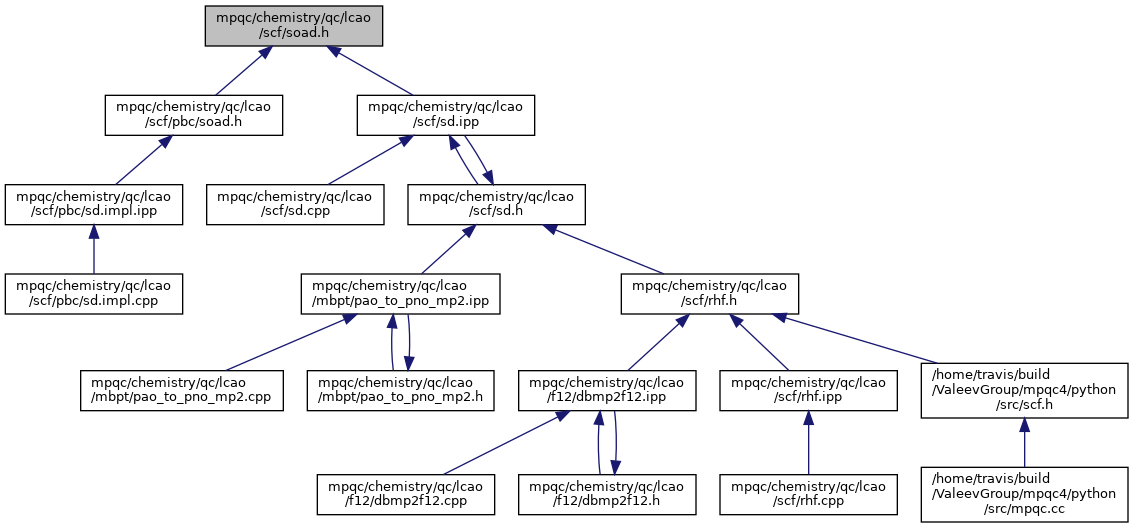 mpqc/chemistry/qc/lcao
/scf/soad.h
mpqc/chemistry/qc/lcao
/scf/pbc/soad.h
mpqc/chemistry/qc/lcao
/scf/sd.ipp
mpqc/chemistry/qc/lcao
/scf/pbc/sd.impl.ipp
mpqc/chemistry/qc/lcao
/scf/sd.cpp
mpqc/chemistry/qc/lcao
/scf/sd.h
mpqc/chemistry/qc/lcao
/scf/pbc/sd.impl.cpp
mpqc/chemistry/qc/lcao
/mbpt/pao_to_pno_mp2.ipp
mpqc/chemistry/qc/lcao
/scf/rhf.h
mpqc/chemistry/qc/lcao
/mbpt/pao_to_pno_mp2.cpp
mpqc/chemistry/qc/lcao
/mbpt/pao_to_pno_mp2.h
mpqc/chemistry/qc/lcao
/f12/dbmp2f12.ipp
mpqc/chemistry/qc/lcao
/scf/rhf.ipp
/home/travis/build
/ValeevGroup/mpqc4/python
/src/scf.h
mpqc/chemistry/qc/lcao
/f12/dbmp2f12.cpp
mpqc/chemistry/qc/lcao
/f12/dbmp2f12.h
mpqc/chemistry/qc/lcao
/scf/rhf.cpp
/home/travis/build
/ValeevGroup/mpqc4/python
/src/mpqc.cc